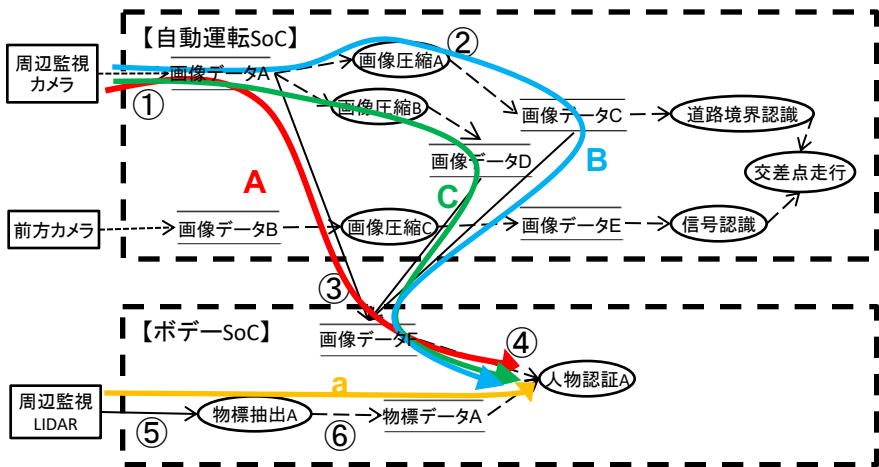 【自動運転SoC】
②
周辺監視
カメラ
画像データA
画像圧縮A
①
画像圧縮B
画像データC
道路境界認識
画像データD
B
A
C
交差点走行
前方カメラ
画像データB
画像圧縮C
画像データE
信号認識
③
【ボデーSoC】
画像データF
④
a
人物認証A
周辺監視
LIDAR
⑤
物標抽出A
⑥
物標データA